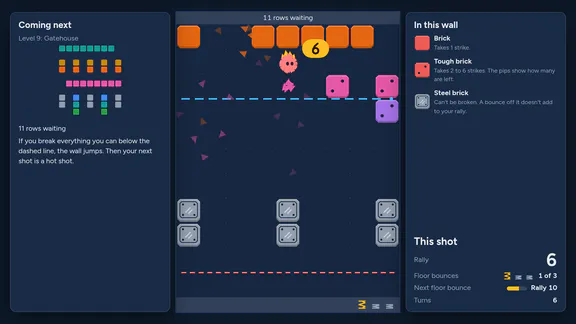 Coming next
Level 9: Gatehouse
11 rows waiting
If you break everything you can below the
dashed line, the wall jumps. Then your next
shot is a hot shot.
11 rows waiting
6
In this wall
Brick
Takes 1 strike.
Tough brick
Takes 2 to 6 strikes. The pips show how many
are left.
Steel brick
Can't be broken. A bounce off it doesn't add
to your rally.
This shot
Rally 6
Floor bounces 1 of 3
Next floor bounce Rally 10
Turns 6